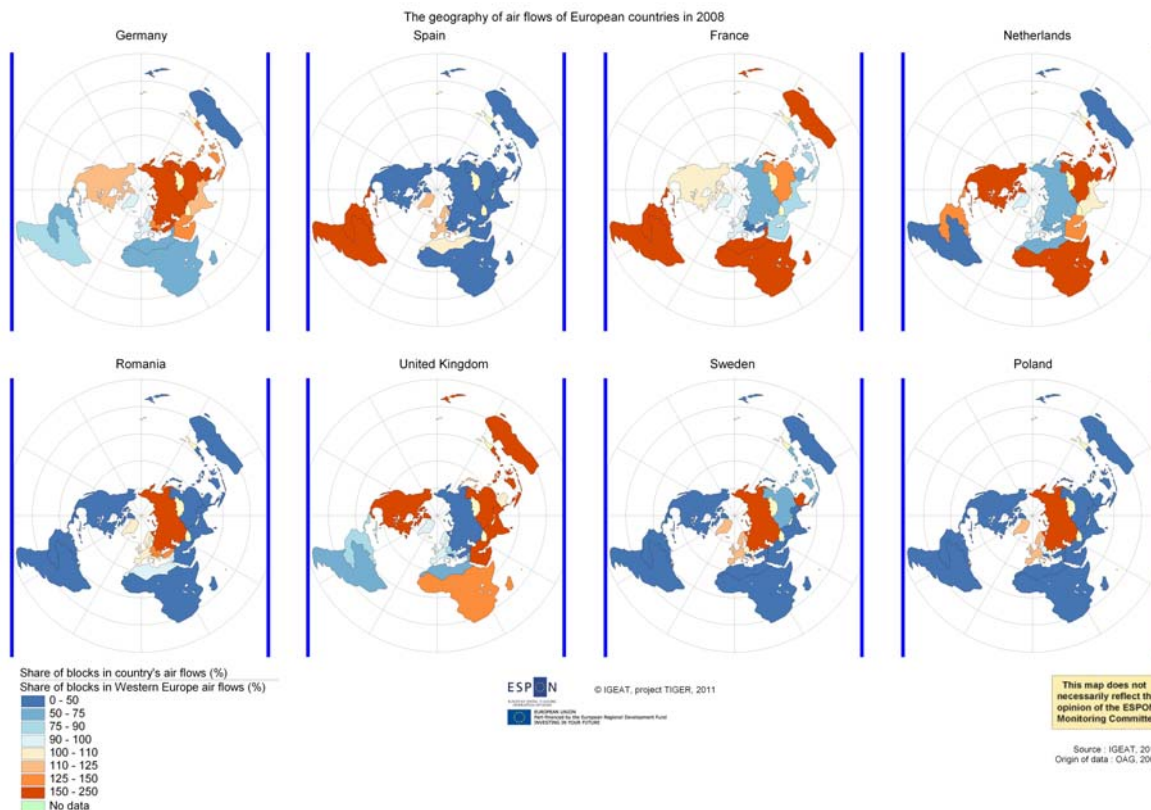 The geography of air flows of European countries in 2008
Germany
Spain
France
Netherlands
Romania
United Kingdom
Sweden
Poland
Share of blocks in country's air flows (%)
Share of blocks in Western Europe air flows (%)
0 - 50
50 - 75
75 - 90
90 - 100
100 - 110
110 - 125
125 - 150
150 - 250
No data
ESPON
© IGEAT, project TIGER, 2011
EUROPEAN UNION
Part-financed by the European Regional Development Fund
INVESTING IN YOUR FUTURE
This map does not
necessarily reflect th
opinion of the ESPON
Monitoring Committe
Source : IGEAT, 20
Origin of data : OAG, 20